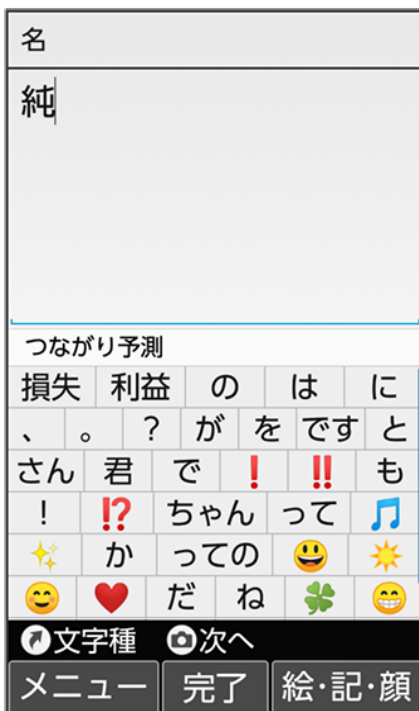 名
純
つながり予測
損失 利益 の は に
、 。 ? が を です と
さん 君 で ❗ ‼ も
! ⁉ ちゃん って 🎵
✨ か っての 😃 ☀
😊 ❤ だ ね 🍀 😁
文字種 次へ
メニュー 完了 絵・記・顔